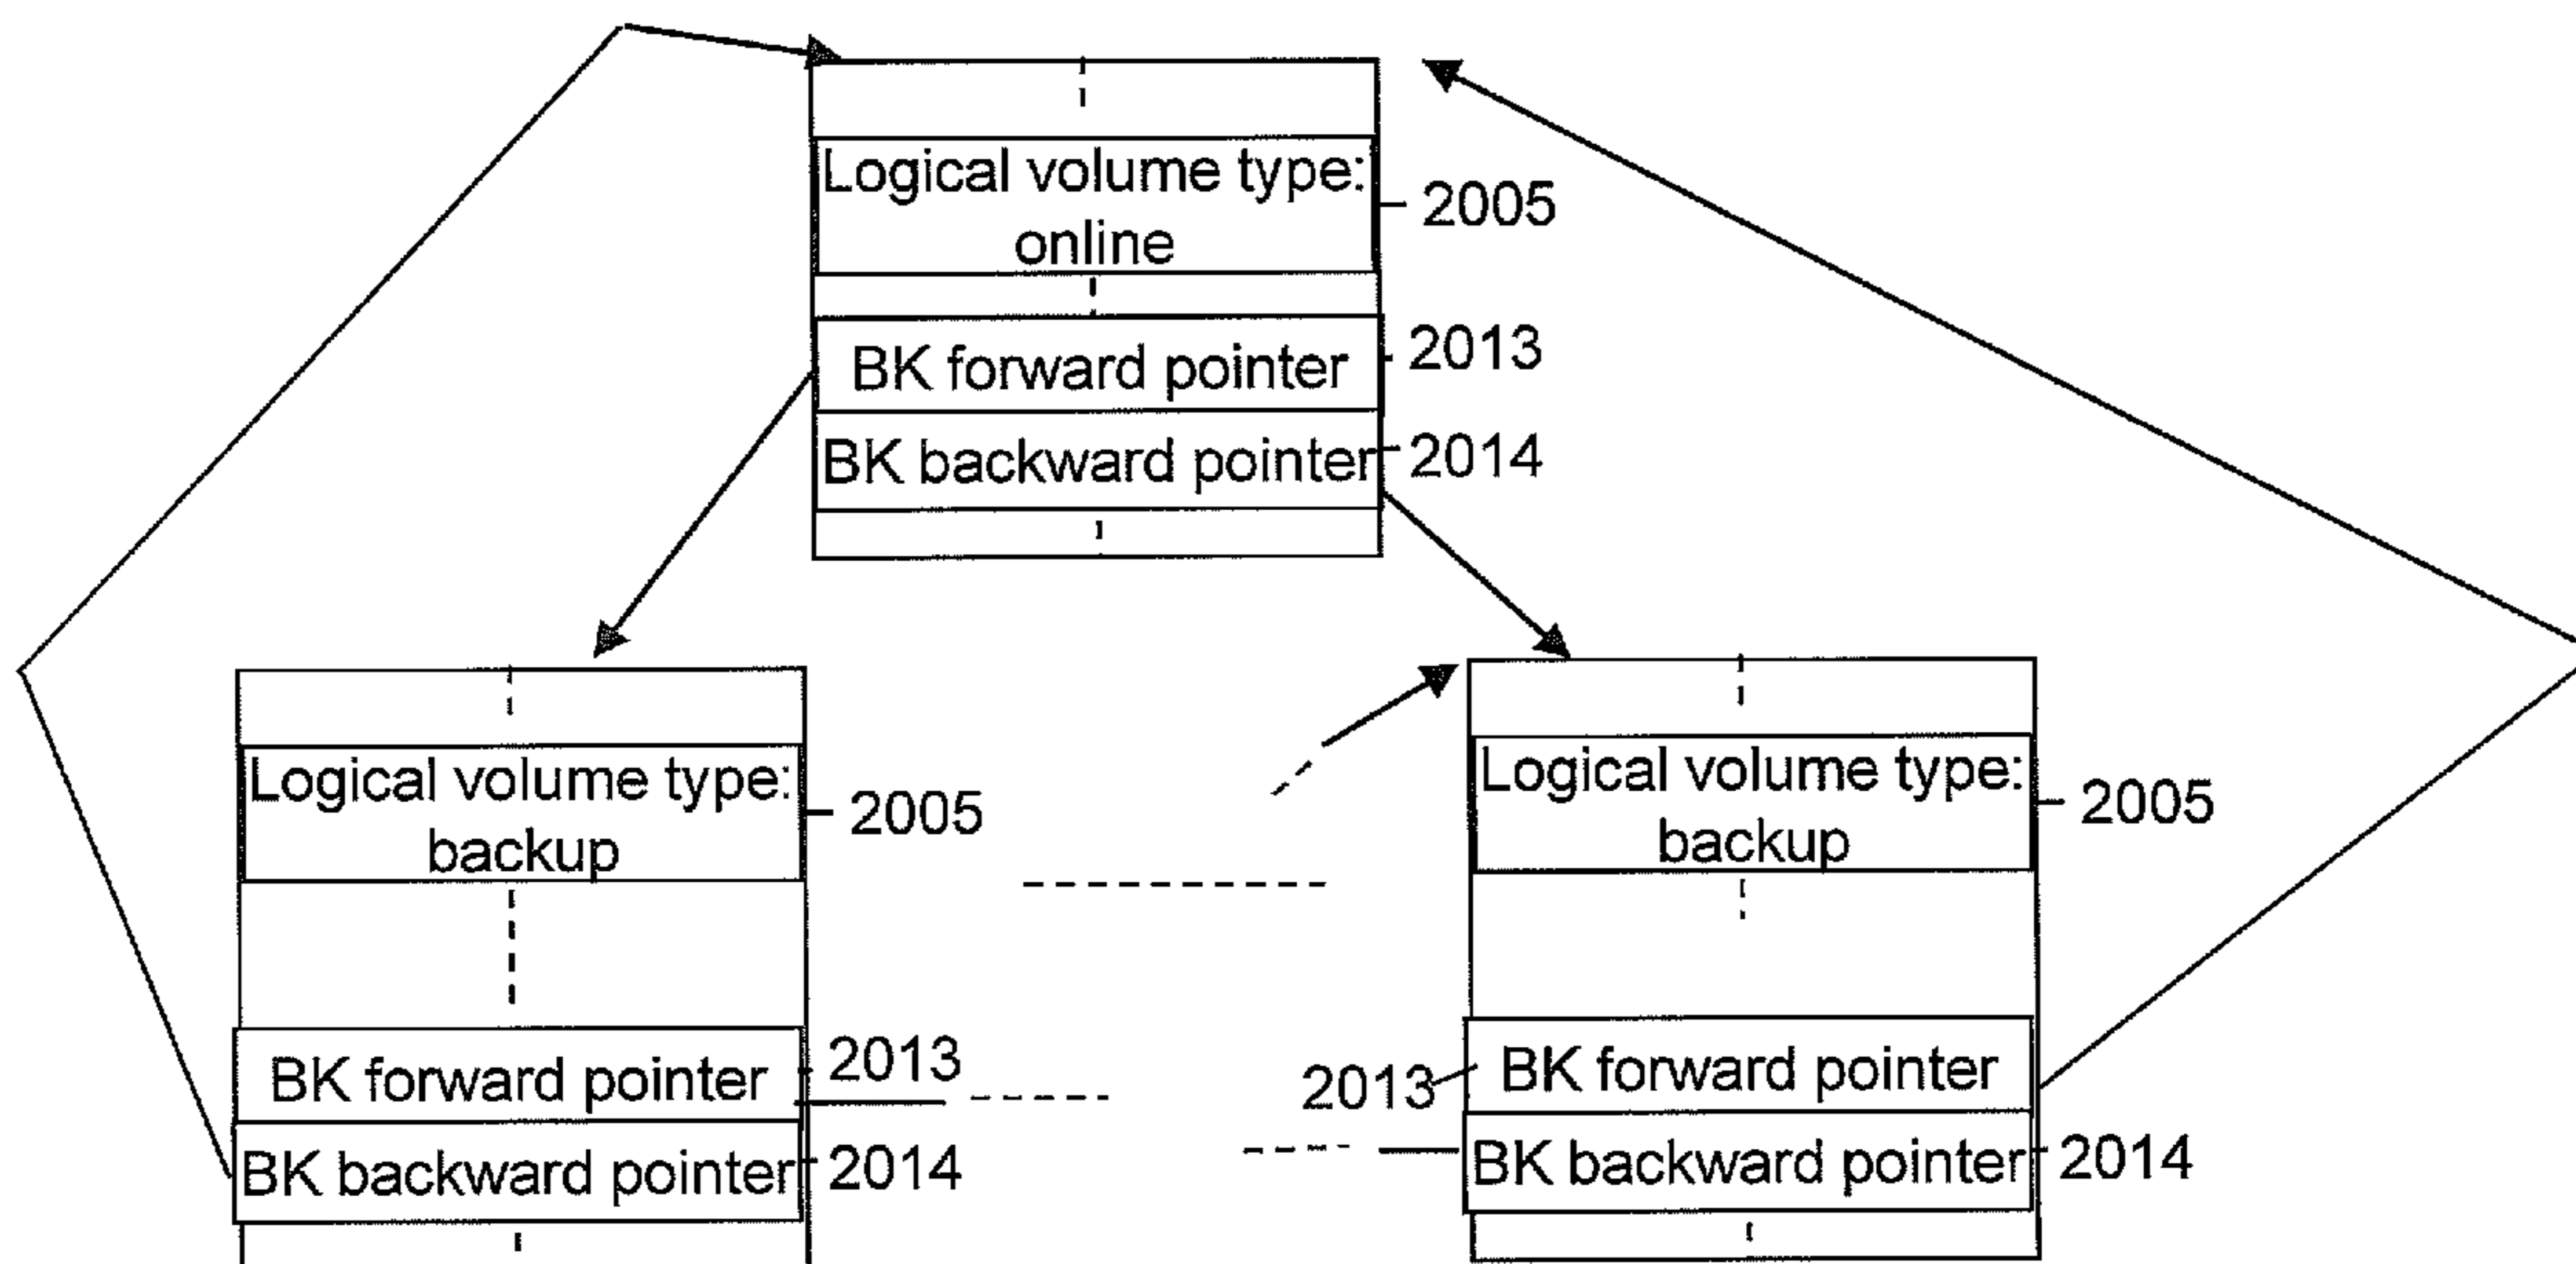 Logical volume type:
online
2005
BK forward pointer
2013
BK backward pointer
2014
Logical volume type:
backup
2005
BK forward pointer
2013
BK backward pointer
2014
Logical volume type:
backup
2005
2013
BK forward pointer
BK backward pointer
2014